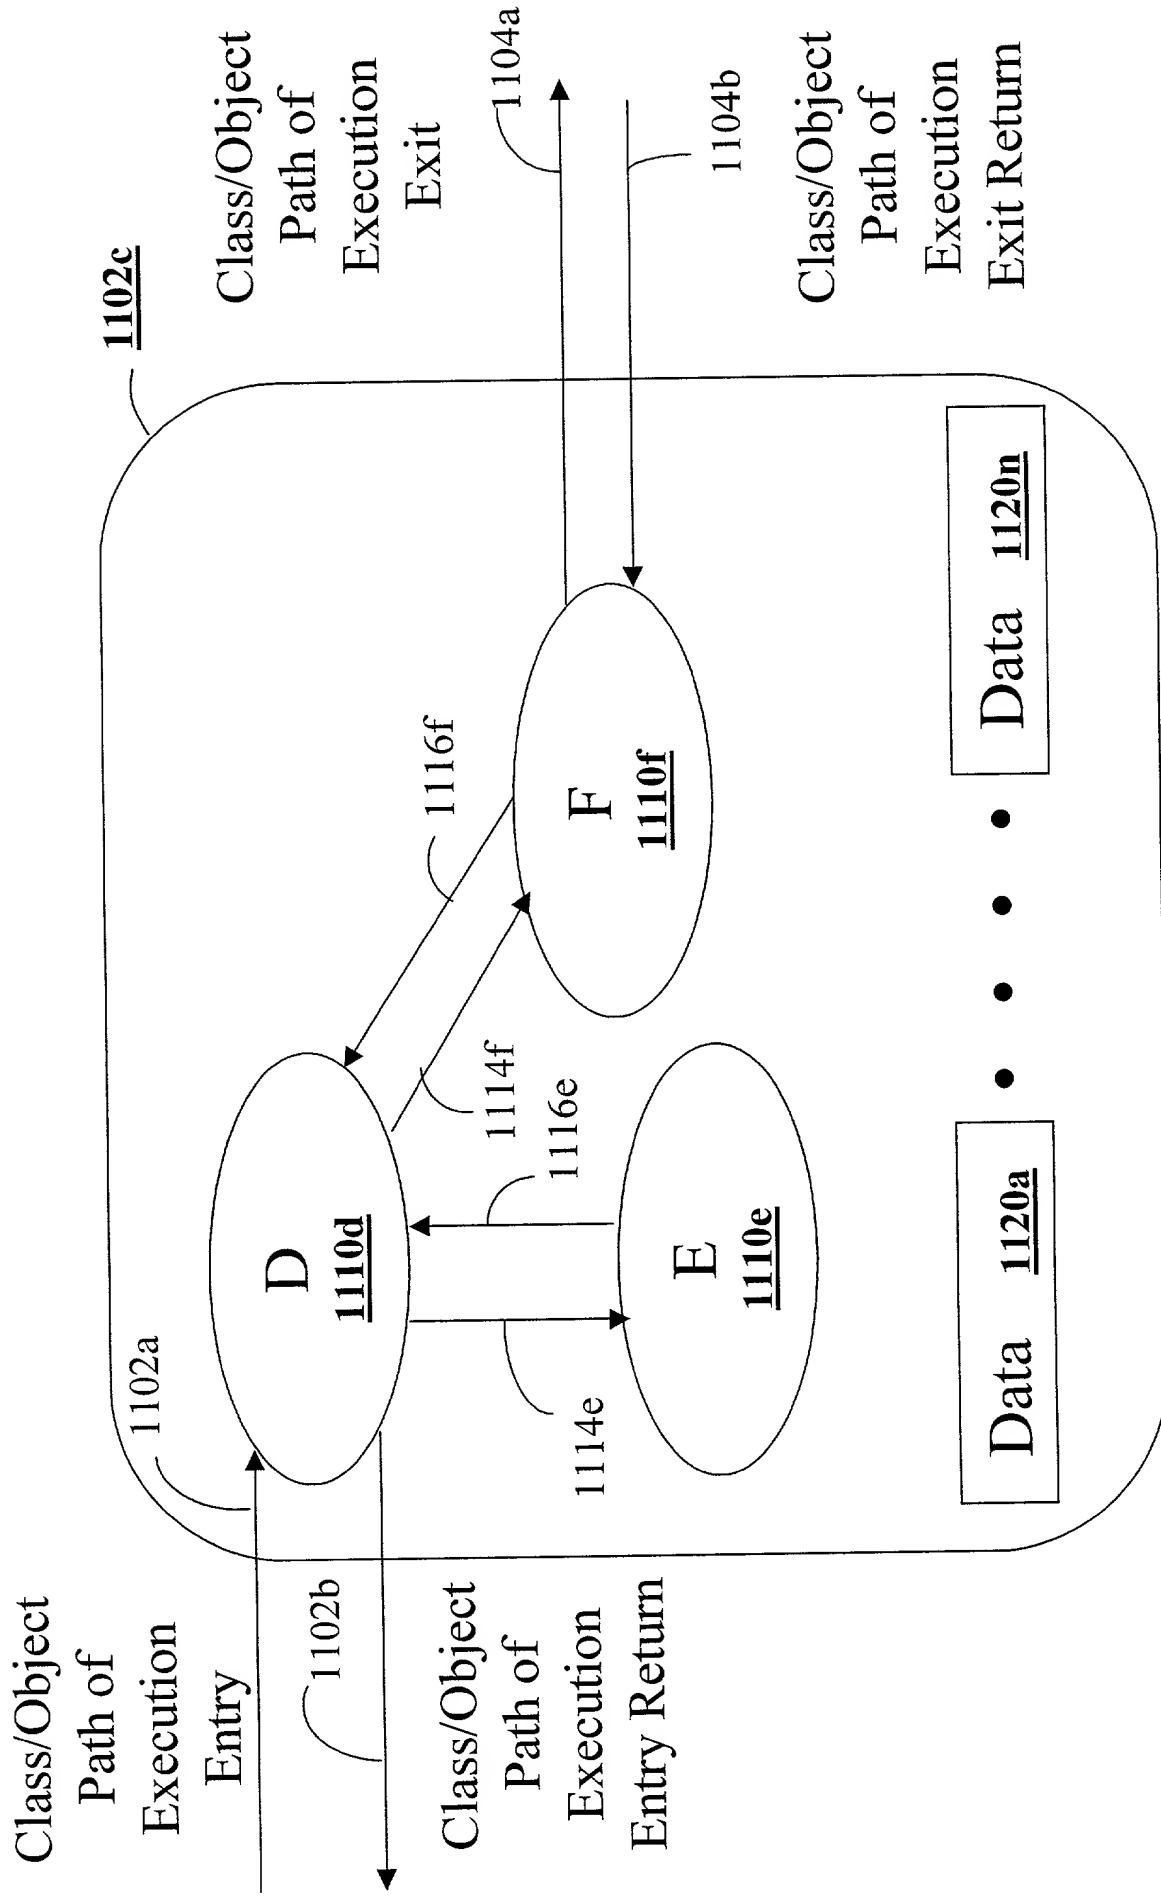 Class/Object
Path of
Execution
Entry
1102a
1102b
Class/Object
Path of
Execution
Entry Return
1102c
D
1110d
1114e
1116e
E
1110e
1114f
1116f
F
1110f
Class/Object
Path of
Execution
Exit
1104a
1104b
Class/Object
Path of
Execution
Exit Return
Data 1120a
Data 1120n